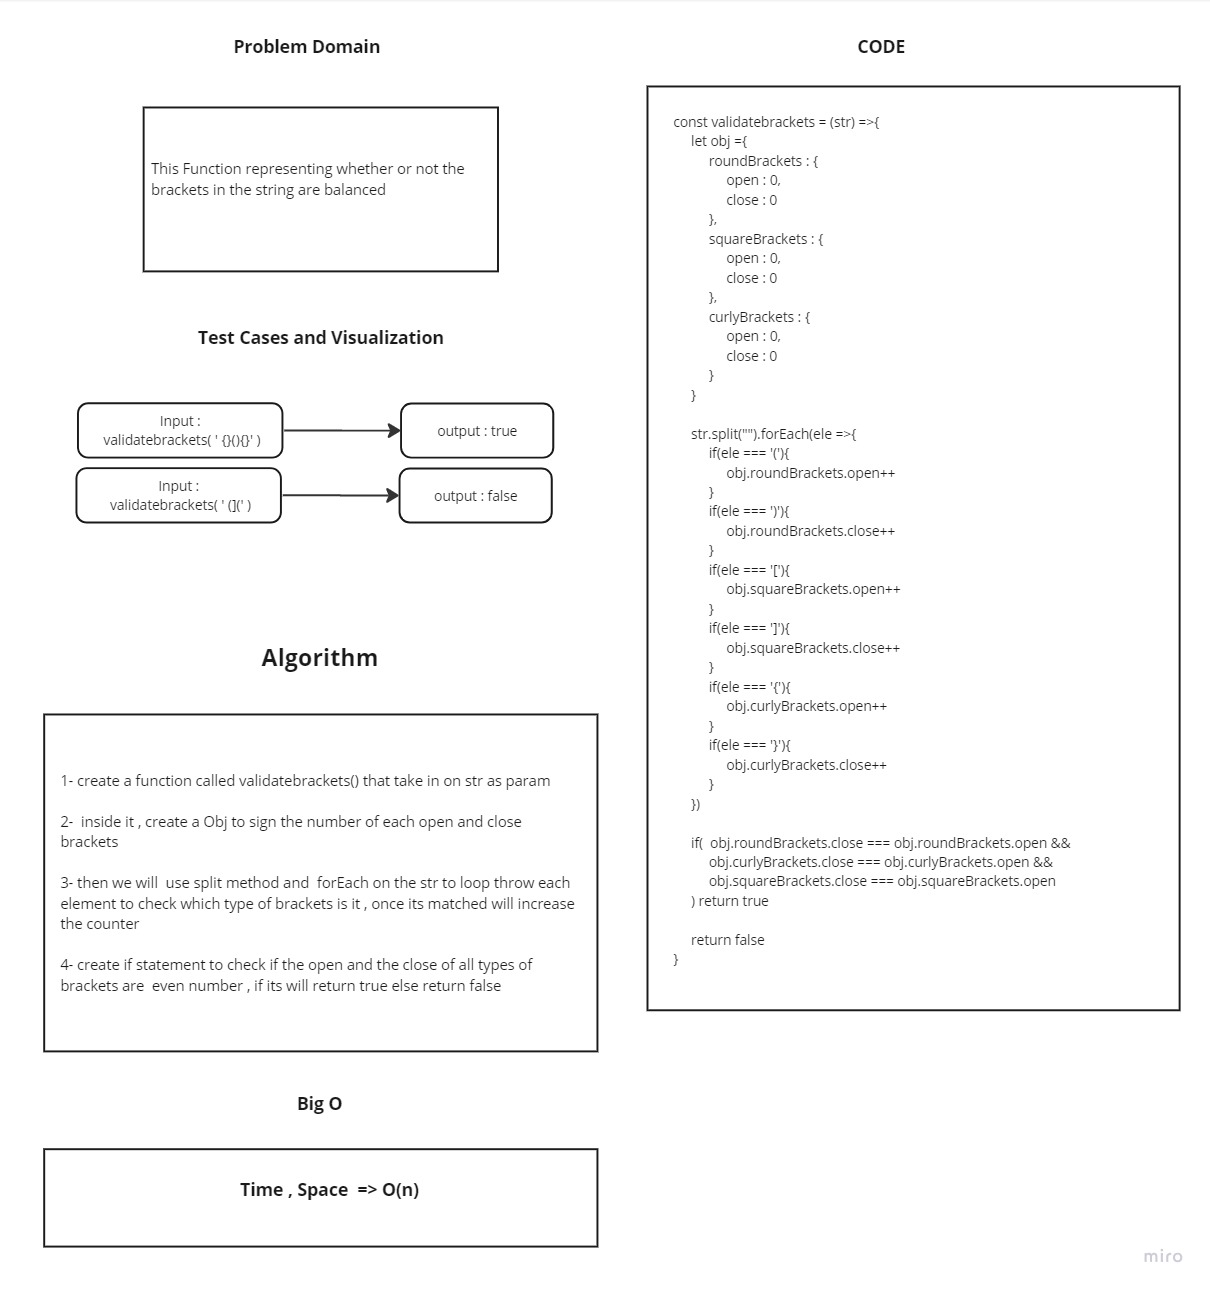 Problem Domain
This Function representing whether or not the
brackets in the string are balanced
Test Cases and Visualization
Input :
validatebrackets( ' {}(){}' )
output : true
Input :
validatebrackets( ' (](' )
output : false
Algorithm
1- create a function called validatebrackets() that take in on str as param
2-  inside it , create a Obj to sign the number of each open and close
brackets
3- then we will  use split method and  forEach on the str to loop throw each
element to check which type of brackets is it , once its matched will increase
the counter
4- create if statement to check if the open and the close of all types of
brackets are  even number , if its will return true else return false
Big O
Time , Space  => O(n)
CODE
const validatebrackets = (str) =>{
let obj ={
roundBrackets : {
open : 0,
close : 0
},
squareBrackets : {
open : 0,
close : 0
},
curlyBrackets : {
open : 0,
close : 0
}
}
str.split("").forEach(ele =>{
if(ele === '('){
obj.roundBrackets.open++
}
if(ele === ')'){
obj.roundBrackets.close++
}
if(ele === '['){
obj.squareBrackets.open++
}
if(ele === ']'){
obj.squareBrackets.close++
}
if(ele === '{'){
obj.curlyBrackets.open++
}
if(ele === '}'){
obj.curlyBrackets.close++
}
})
if(  obj.roundBrackets.close === obj.roundBrackets.open &&
obj.curlyBrackets.close === obj.curlyBrackets.open &&
obj.squareBrackets.close === obj.squareBrackets.open
) return true
return false
}
miro